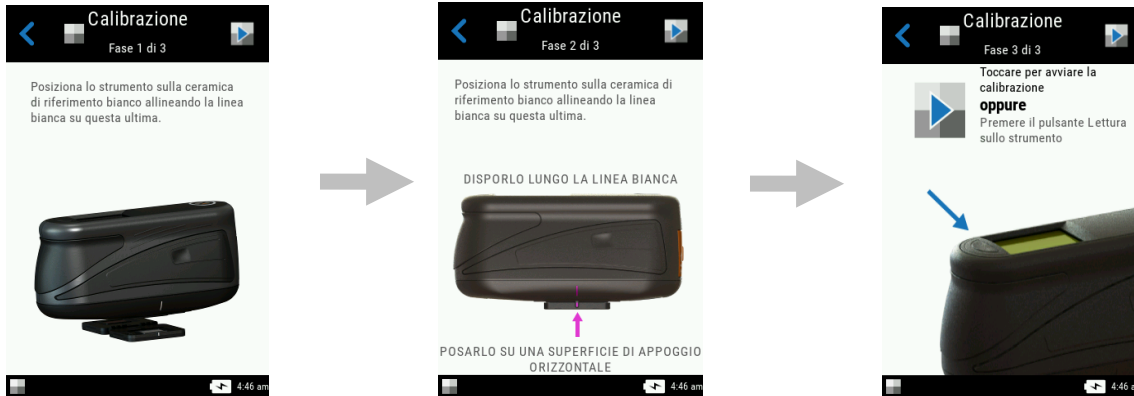 Calibrazione
Fase 1 di 3
Posiziona lo strumento sulla ceramica
di riferimento bianco allineando la linea
bianca su questa ultima.
4:46 am
Calibrazione
Fase 2 di 3
Posiziona lo strumento sulla ceramica di
riferimento bianco allineando la linea
bianca su questa ultima.
DISPORLO LUNGO LA LINEA BIANCA
POSARLO SU UNA SUPERFICIE DI APPOGGIO
ORIZZONTALE
4:46 am
Calibrazione
Fase 3 di 3
Toccare per avviare la
calibrazione
oppure
Premere il pulsante Lettura
sullo strumento
4:46 a